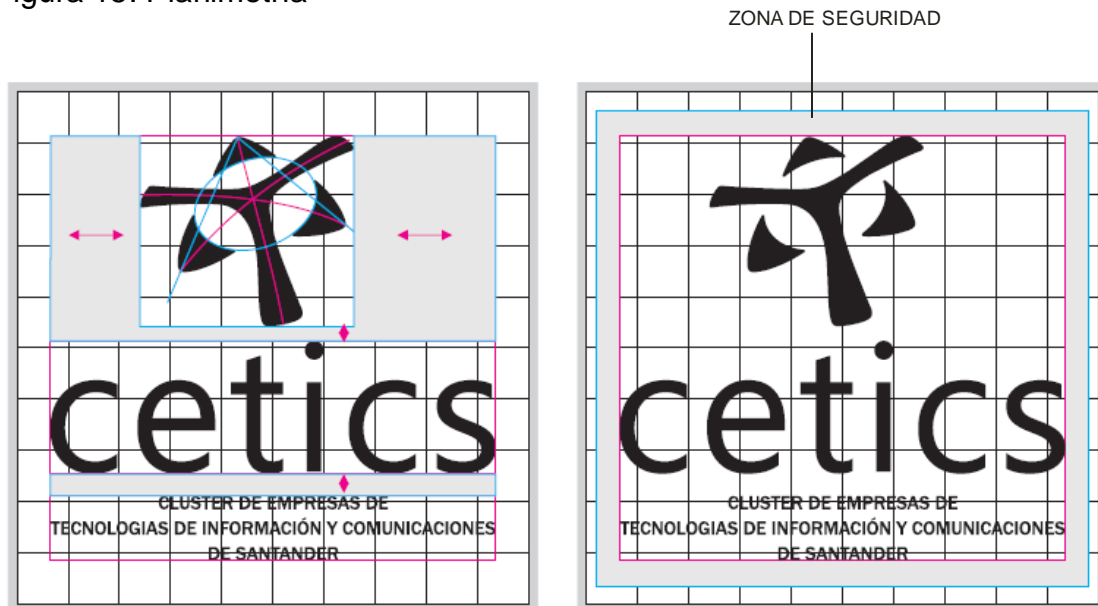 ZONA DE SEGURIDAD
cetics
CLUSTER DE EMPRESAS DE
TECNOLOGIAS DE INFORMACIÓN Y COMUNICACIONES
DE SANTANDER
cetics
CLUSTER DE EMPRESAS DE
TECNOLOGIAS DE INFORMACIÓN Y COMUNICACIONES
DE SANTANDER